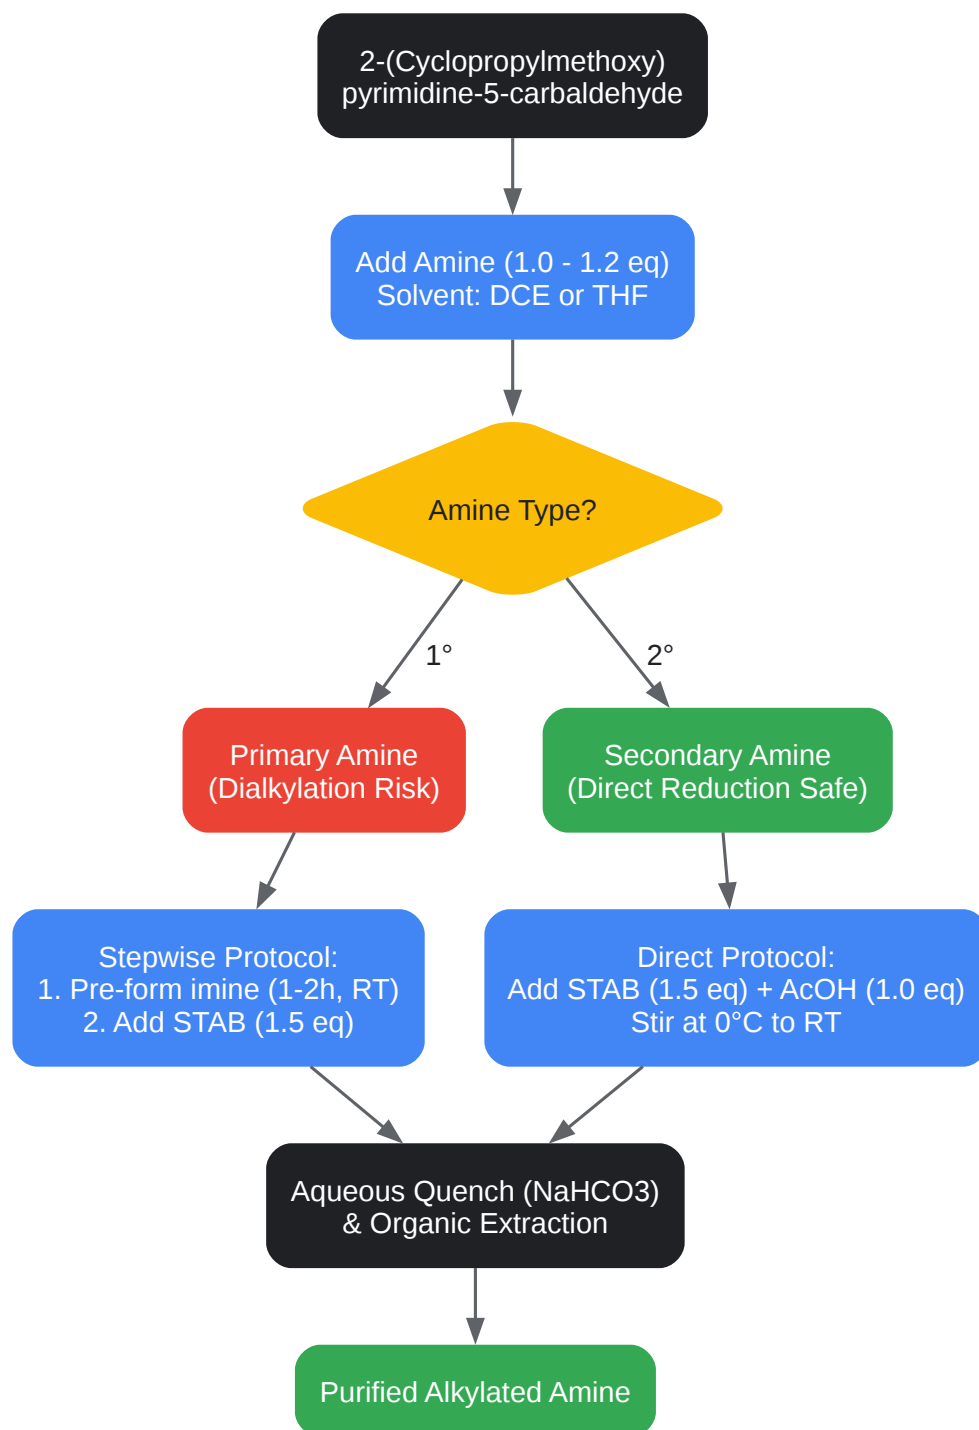 2-(Cyclopropylmethoxy)
pyrimidine-5-carbaldehyde
Add Amine (1.0 - 1.2 eq)
Solvent: DCE or THF
Amine Type?
1°
2°
Primary Amine
(Dialkylation Risk)
Secondary Amine
(Direct Reduction Safe)
Stepwise Protocol:
1. Pre-form imine (1-2h, RT)
2. Add STAB (1.5 eq)
Direct Protocol:
Add STAB (1.5 eq) + AcOH (1.0 eq)
Stir at 0°C to RT
Aqueous Quench (NaHCO3)
& Organic Extraction
Purified Alkylated Amine